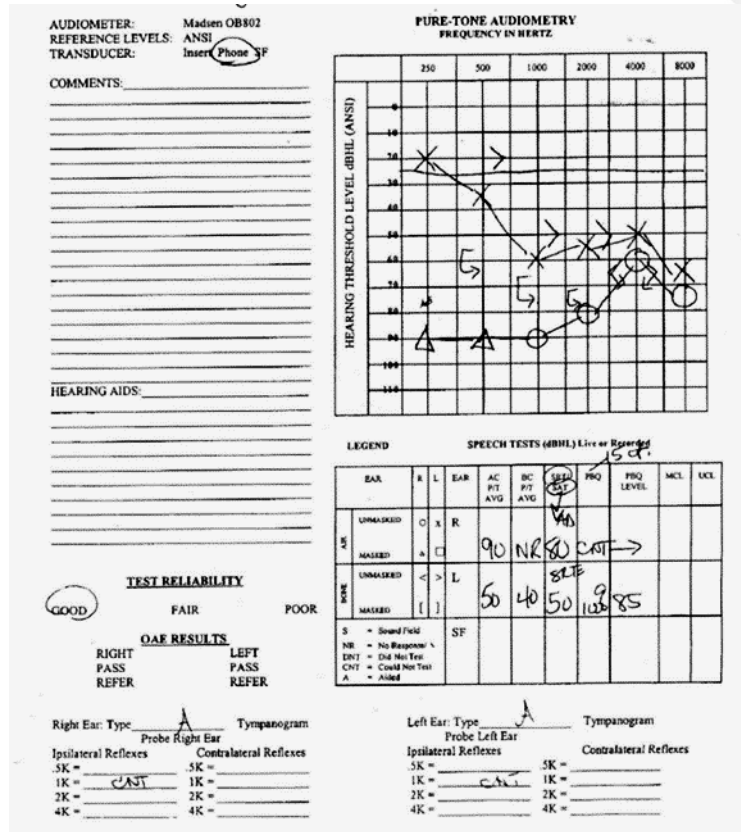 AUDIOMETER: Madsen OB802
REFERENCE LEVELS: ANSI
TRANSDUCER: Insert Phone SF
COMMENTS:
HEARING AIDS:
TEST RELIABILITY
GOOD FAIR POOR
OAE RESULTS
RIGHT LEFT
PASS PASS
REFER REFER
PURE-TONE AUDIOMETRY
FREQUENCY IN HERTZ
250 500 1000 2000 4000 8000
HEARING THRESHOLD LEVEL dBHL (ANSI)
0
10
20
30
40
50
60
70
80
90
100
110
LEGEND SPEECH TESTS (dBHL) Live or Recorded
EAR R L EAR AC P/T AVG BC P/T AVG SRT/ SAT PBQ PBQ LEVEL MCL UCL
AIR
UNMASKED O X R
MASKED △ □ 90 NR 80 CNT →
BONE
UNMASKED < > L
MASKED [ ] 50 40 50 100% 85
S = Sound Field SF
NR = No Response/ \
DNT = Did Not Test
CNT = Could Not Test
A = Aided
Right Ear: Type A Tympanogram
Probe Right Ear
Ipsilateral Reflexes Contralateral Reflexes
.5K = .5K =
1K = CNT 1K =
2K = 2K =
4K = 4K =
Left Ear: Type A Tympanogram
Probe Left Ear
Ipsilateral Reflexes Contralateral Reflexes
.5K = .5K =
1K = CNT 1K =
2K = 2K =
4K = 4K =